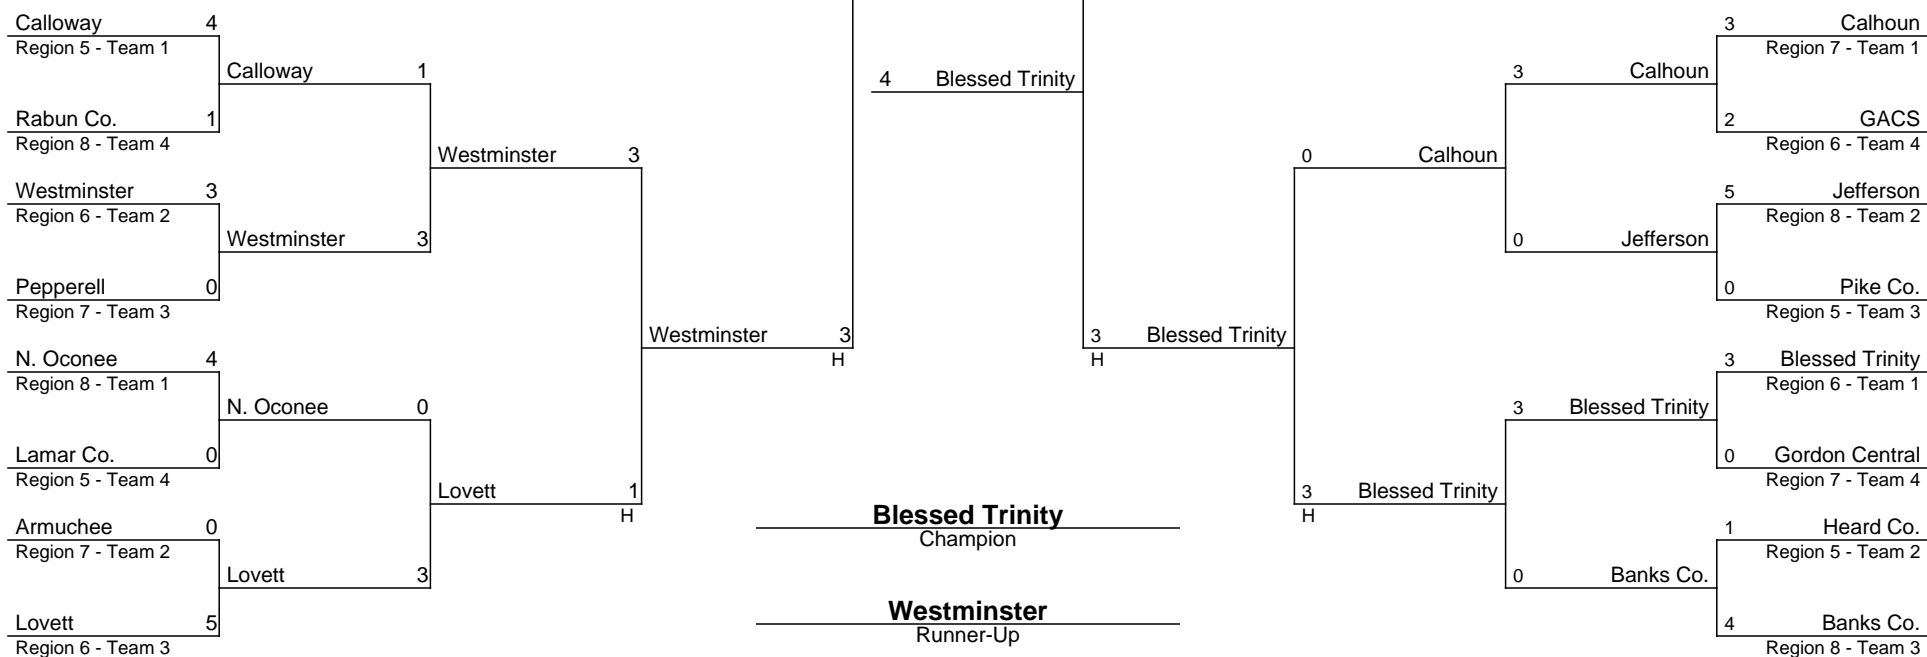 Calloway 4
Region 5 - Team 1
Calloway 1
Rabun Co. 1
Region 8 - Team 4
Westminster 3
Westminster 3
Region 6 - Team 2
Westminster 3
Pepperell 0
Region 7 - Team 3
Westminster 3
H
N. Oconee 4
Region 8 - Team 1
N. Oconee 0
Lamar Co. 0
Region 5 - Team 4
Lovett 1
H
Armuchee 0
Region 7 - Team 2
Lovett 3
Lovett 5
Region 6 - Team 3
4 Blessed Trinity
Blessed Trinity
Champion
Westminster
Runner-Up
3 Calhoun
Region 7 - Team 1
3 Calhoun
2 GACS
Region 6 - Team 4
0 Calhoun
5 Jefferson
Region 8 - Team 2
0 Jefferson
0 Pike Co.
Region 5 - Team 3
3 Blessed Trinity
H
3 Blessed Trinity
Region 6 - Team 1
3 Blessed Trinity
0 Gordon Central
Region 7 - Team 4
3 Blessed Trinity
H
1 Heard Co.
Region 5 - Team 2
0 Banks Co.
4 Banks Co.
Region 8 - Team 3